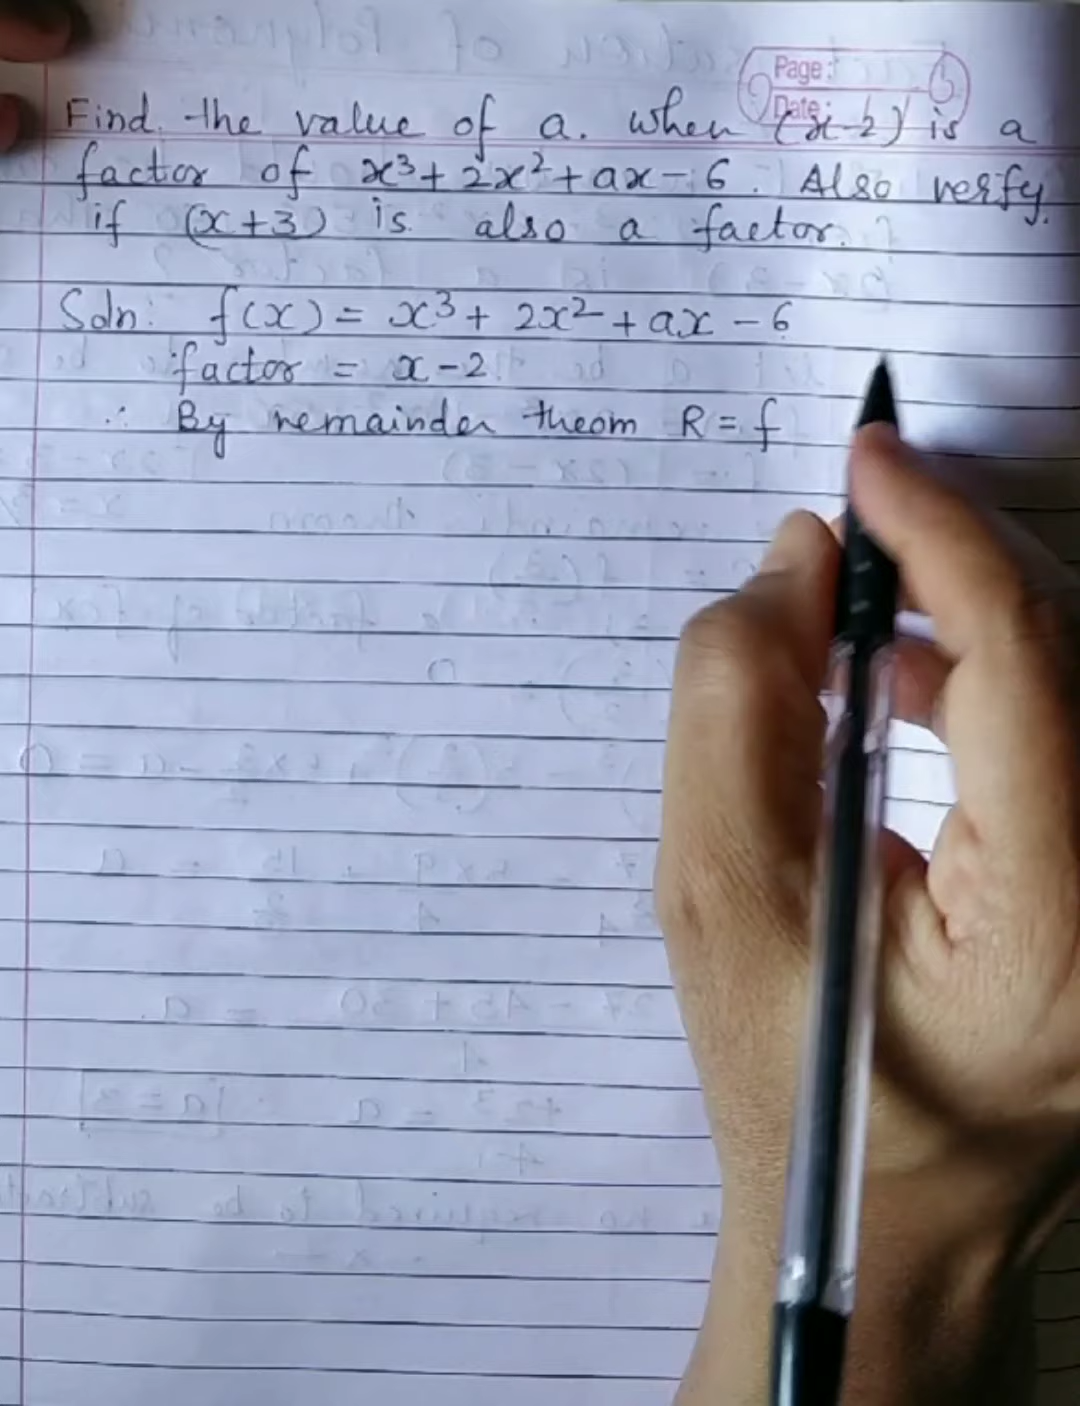 Page:
Date:
Find the value of a. when (x-2) is a
factor of x³+ 2x²+ax-6. Also verify.
if (x+3) is also a factor.
Soln: f(x) = x³+ 2x²+ax-6
factor = x-2.
∴ By remainder theom R=f